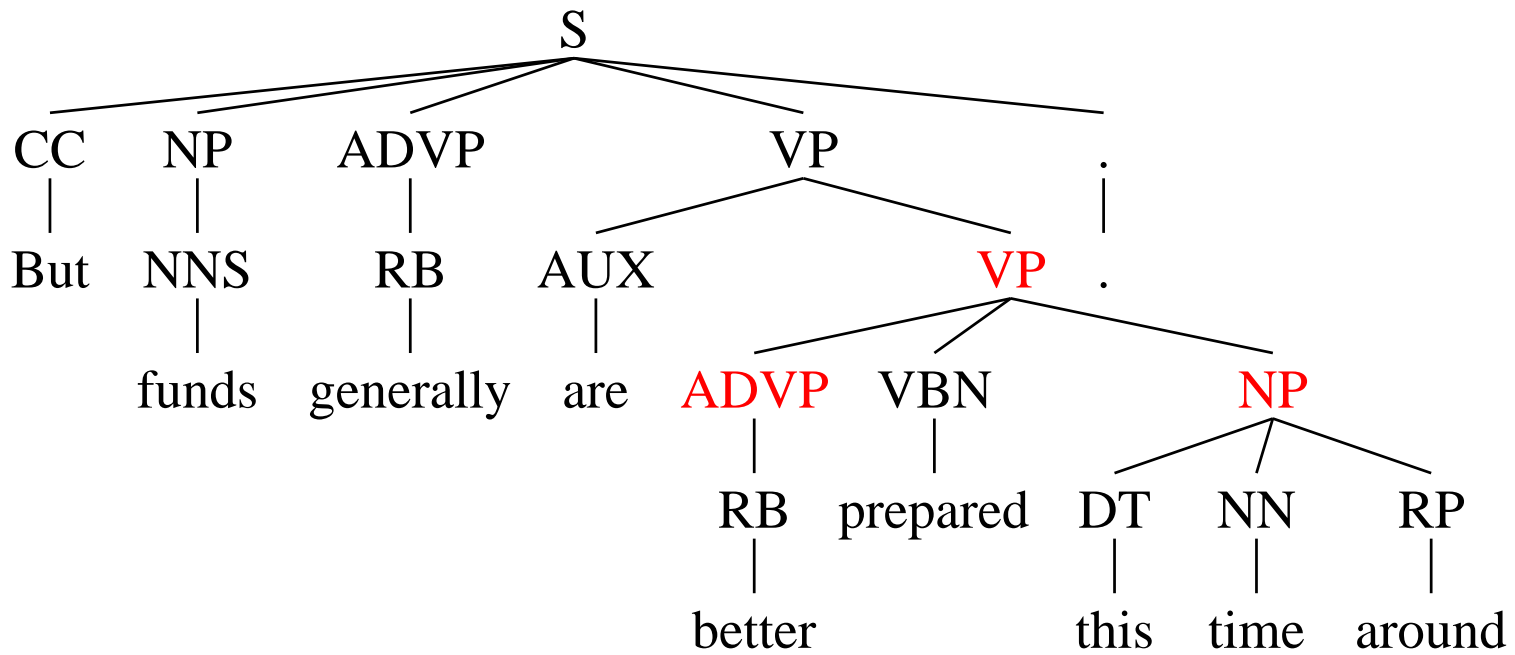 S
CC NP ADVP VP .
But NNS RB AUX VP .
funds generally are ADVP VBN NP
RB prepared DT NN RP
better this time around